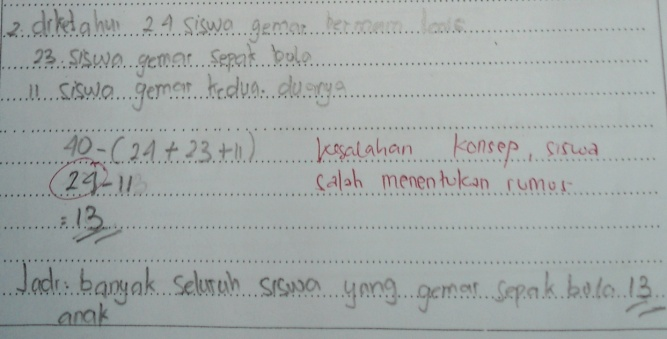 2. diketahui 24 siswa gemar bermain
23 siswa gemar sepak bola
11 siswa gemar kedua-duanya
40-(24+23+11)
24-11
=13
kesalahan konsep, siswa
salah menentukan rumus
Jadi: banyak seluruh siswa yang gemar sepak bola 13
anak